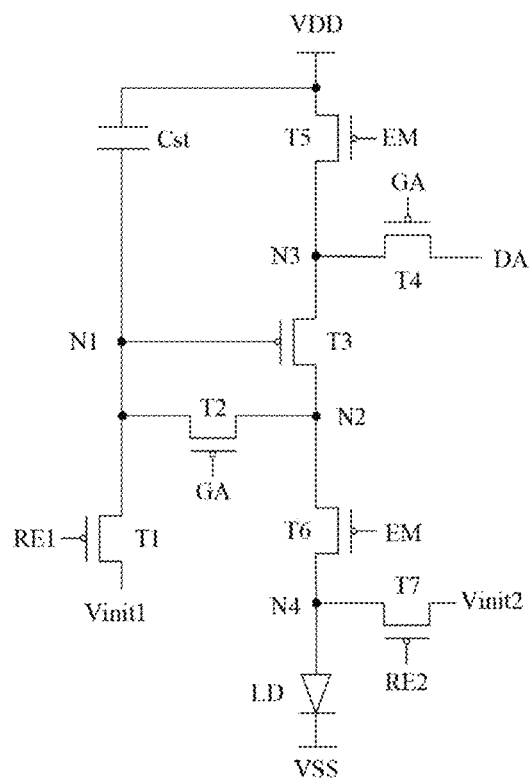 VDD
Cst
T5
EM
GA
N3
DA
T4
N1
T3
T2
N2
GA
RE1
T1
T6
EM
Vinit1
N4
T7
Vinit2
LD
RE2
VSS